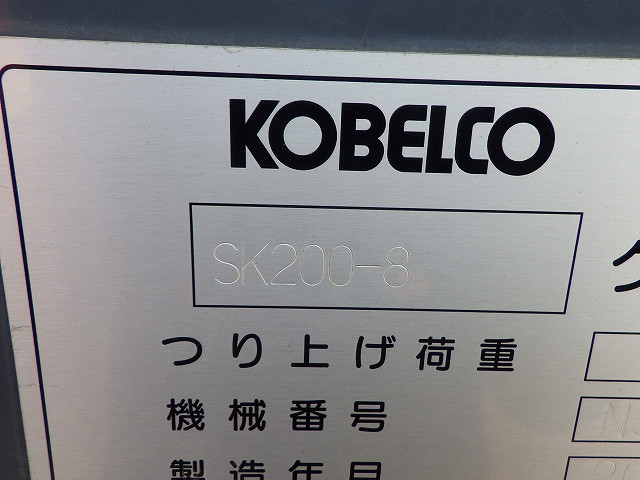 KOBELCO
SK200-8
つり上げ荷重
機械番号
製造年月